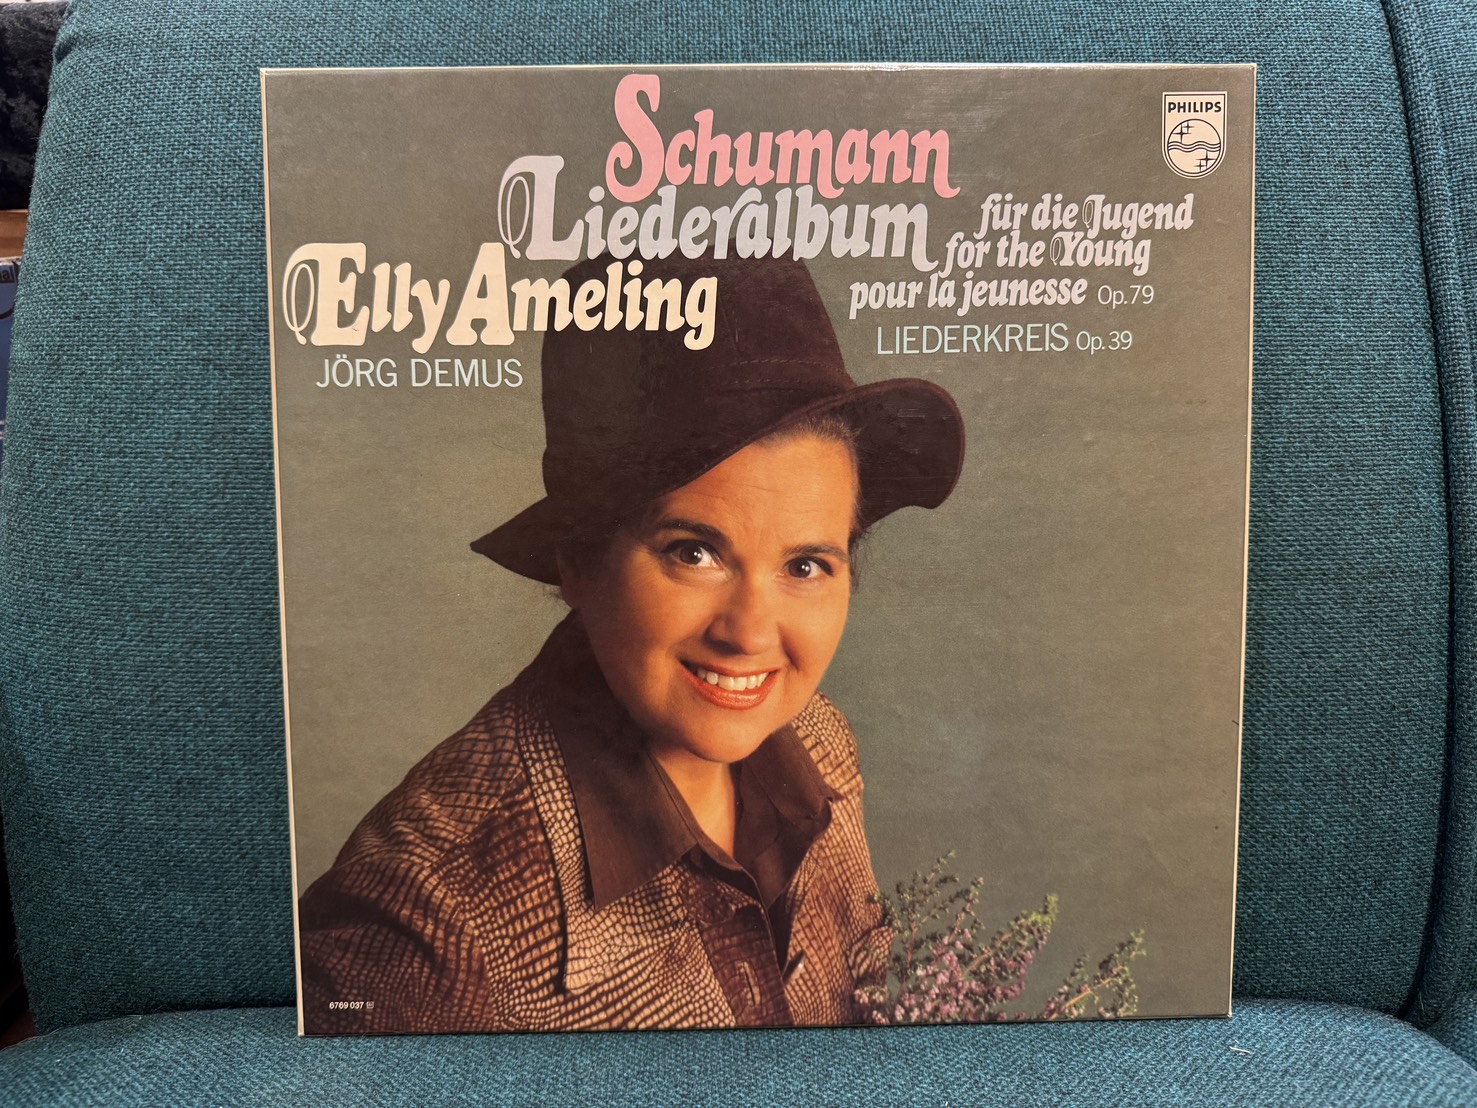 Schumann
Liederalbum
für die Jugend
for the Young
pour la jeunesse Op. 79
LIEDERKREIS Op. 39
Elly Ameling
JÖRG DEMUS
PHILIPS
6769 037